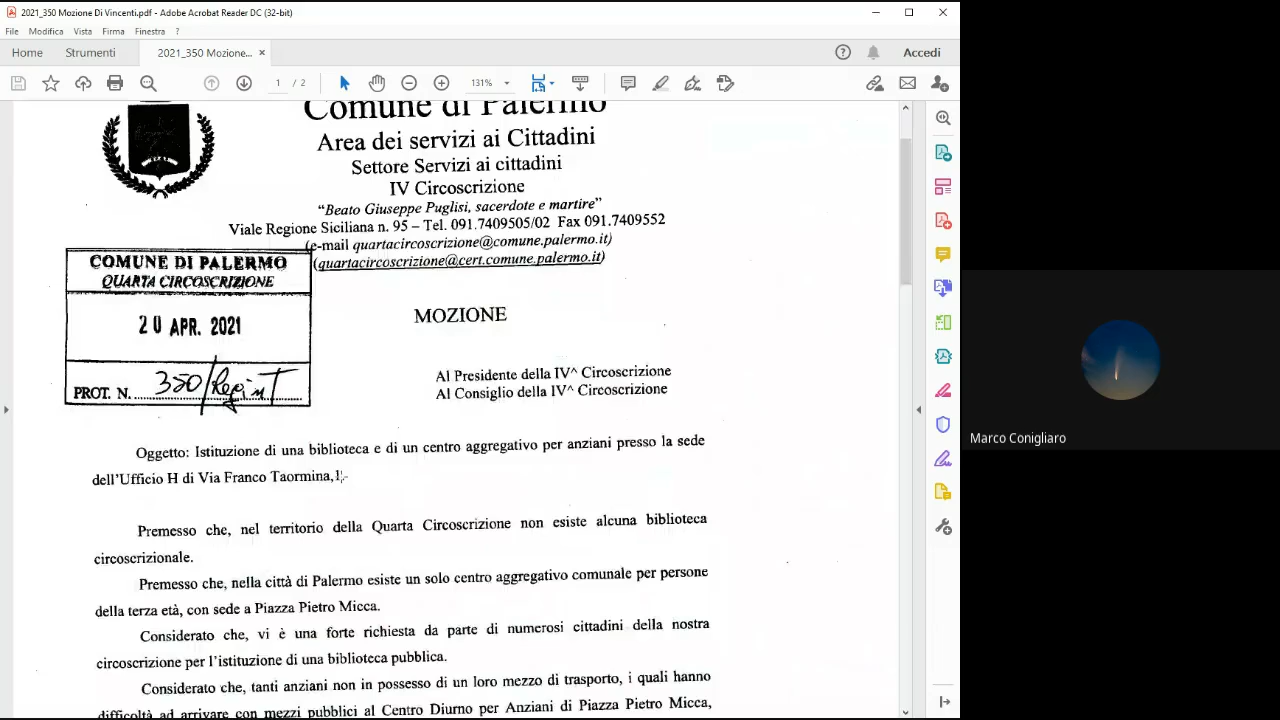 2021_350 Mozione Di Vincenti.pdf - Adobe Acrobat Reader DC (32-bit)
File Modifica Vista Firma Finestra ?
Home Strumenti 2021_350 Mozione... × Accedi
1 / 2 131%
Comune di Palermo
Area dei servizi ai Cittadini
Settore Servizi ai cittadini
IV Circoscrizione
“Beato Giuseppe Puglisi, sacerdote e martire”
Viale Regione Siciliana n. 95 – Tel. 091.7409505/02 Fax 091.7409552
(e-mail quartacircoscrizione@comune.palermo.it)
(quartacircoscrizione@cert.comune.palermo.it)
COMUNE DI PALERMO
QUARTA CIRCOSCRIZIONE
20 APR. 2021
PROT. N. 350/Reg int
MOZIONE
Al Presidente della IV^ Circoscrizione
Al Consiglio della IV^ Circoscrizione
Oggetto: Istituzione di una biblioteca e di un centro aggregativo per anziani presso la sede
dell’Ufficio H di Via Franco Taormina,1.-
Premesso che, nel territorio della Quarta Circoscrizione non esiste alcuna biblioteca
circoscrizionale.
Premesso che, nella città di Palermo esiste un solo centro aggregativo comunale per persone
della terza età, con sede a Piazza Pietro Micca.
Considerato che, vi è una forte richiesta da parte di numerosi cittadini della nostra
circoscrizione per l’istituzione di una biblioteca pubblica.
Considerato che, tanti anziani non in possesso di un loro mezzo di trasporto, i quali hanno
difficoltà ad arrivare con mezzi pubblici al Centro Diurno per Anziani di Piazza Pietro Micca,
Marco Conigliaro